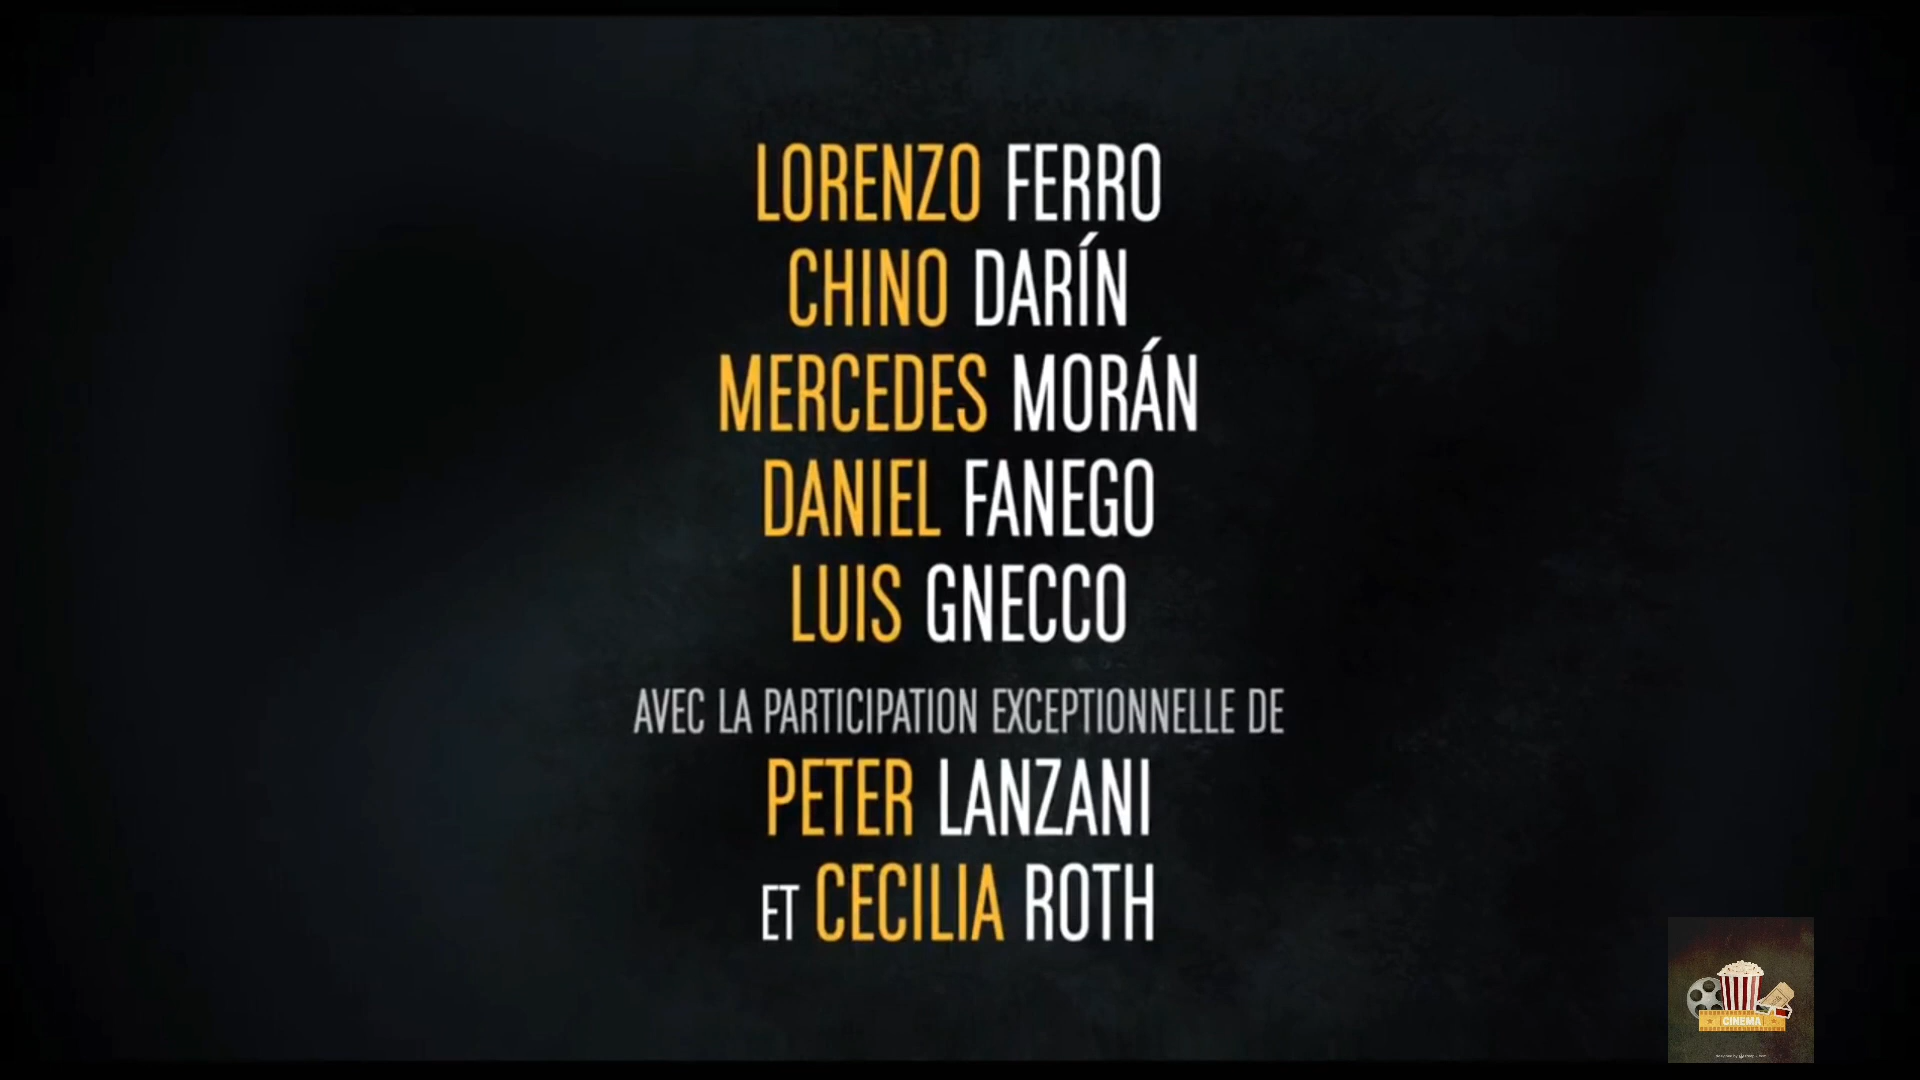 LORENZO FERRO
CHINO DARÍN
MERCEDES MORÁN
DANIEL FANEGO
LUIS GNECCO
AVEC LA PARTICIPATION EXCEPTIONNELLE DE
PETER LANZANI
ET CECILIA ROTH
CINEMA